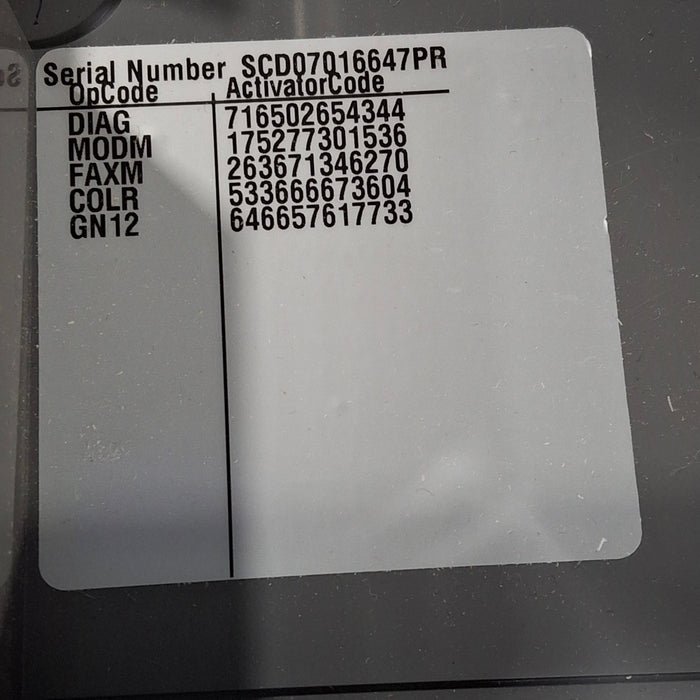 Serial Number SCD07016647PR
OpCode ActivatorCode
DIAG 716502654344
MODM 175277301536
FAXM 263671346270
COLR 533666673604
GN12 646657617733